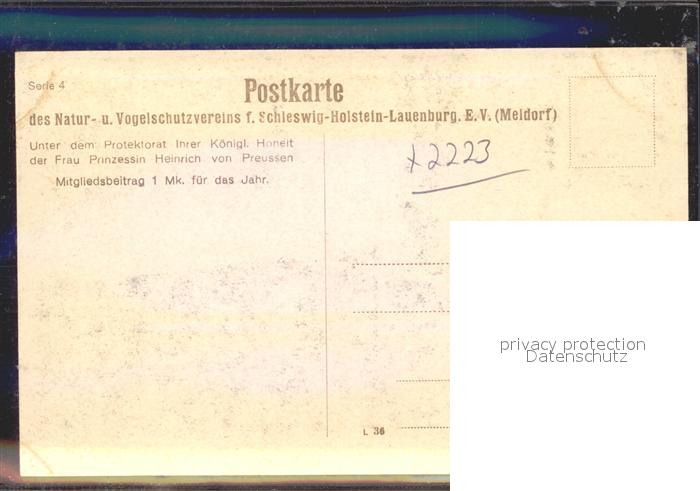 Serie 4
Postkarte
des Natur- u. Vogelschutzvereins f. Schleswig-Holstein-Lauenburg. E.V. (Meldorf)
Unter dem Protektorat Ihrer Königl. Honeit
der Frau Prinzessin Heinrich von Preussen
Mitgliedsbeitrag 1 Mk. für das Jahr.
x2223
privacy protection
Datenschutz
L 36